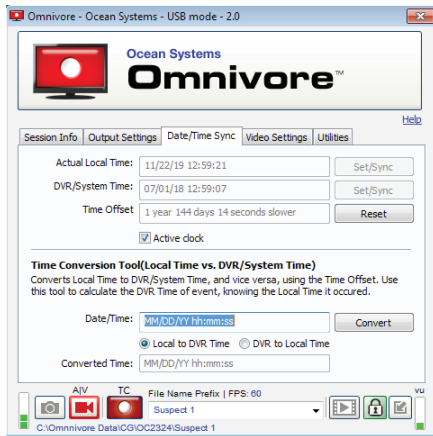 Omnivore - Ocean Systems - USB mode - 2.0
Ocean Systems
Omnivore™
Help
Session Info Output Settings Date/Time Sync Video Settings Utilities
Actual Local Time: 11/22/19 12:59:21 Set/Sync
DVR/System Time: 07/01/18 12:59:07 Set/Sync
Time Offset 1 year 144 days 14 seconds slower Reset
Active clock
Time Conversion Tool(Local Time vs. DVR/System Time)
Converts Local Time to DVR/System Time, and vice versa, using the Time Offset. Use
this tool to calculate the DVR Time of event, knowing the Local Time it occured.
Date/Time: MM/DD/YY hh:mm:ss Convert
Local to DVR Time DVR to Local Time
Converted Time: MM/DD/YY hh:mm:ss
A|V TC File Name Prefix | FPS: 60 vu
Suspect 1
C:\Omnivore Data\CG\OC2324\Suspect 1